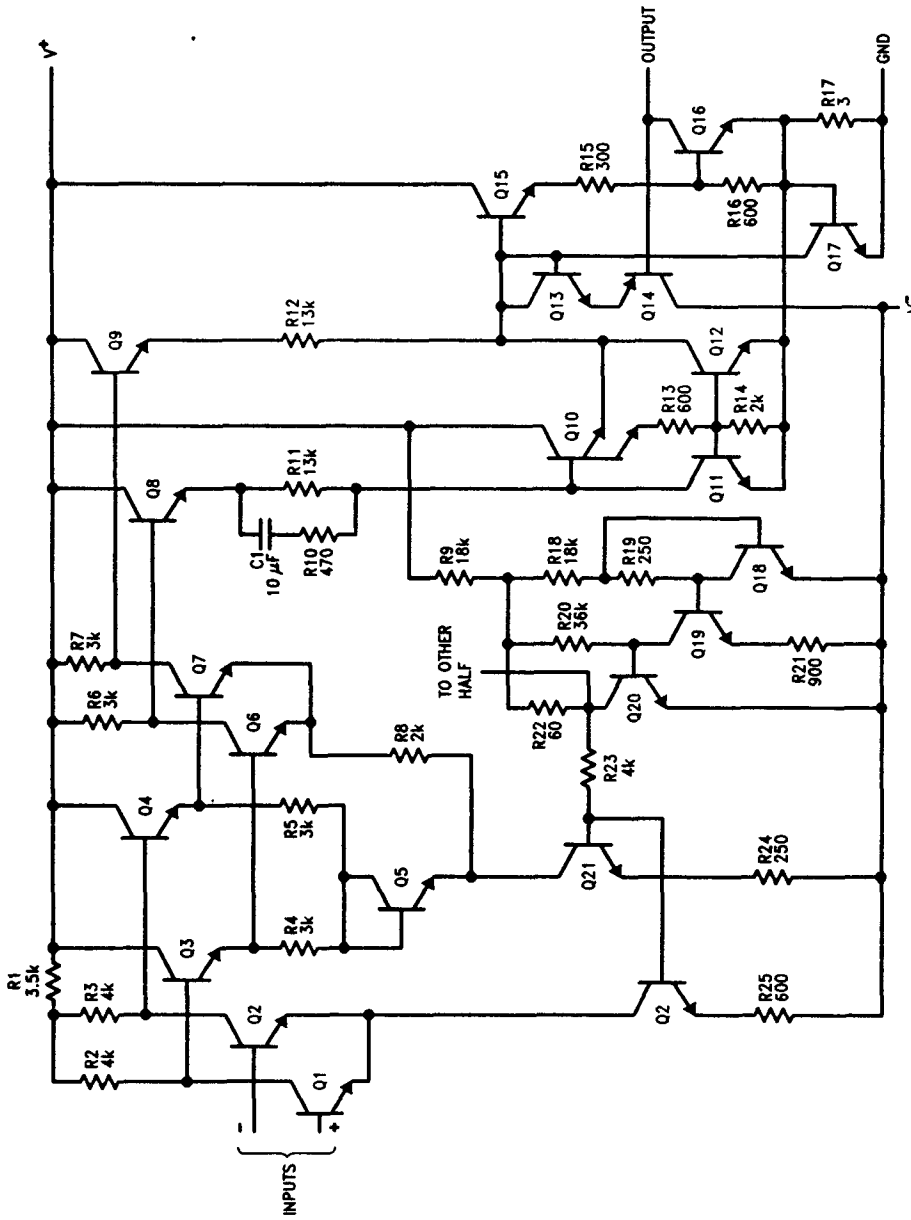 V+
R1
3.5k
R2
4k
R3
4k
R6
3k
R7
3k
Q9
Q8
Q4
Q3
Q2
Q1
-
+
INPUTS
Q7
Q6
R5
3k
R4
3k
Q5
R8
2k
C1
10 µF
R10
470
R11
13k
R12
13k
Q15
R15
300
OUTPUT
Q16
R16
600
R17
3
GND
Q17
Q13
Q14
V-
Q10
R13
600
Q12
R14
2k
Q11
R9
18k
R18
18k
R19
250
Q18
R20
36k
Q19
R21
900
TO OTHER
HALF
R22
60
Q20
R23
4k
Q21
R24
250
Q2
R25
600